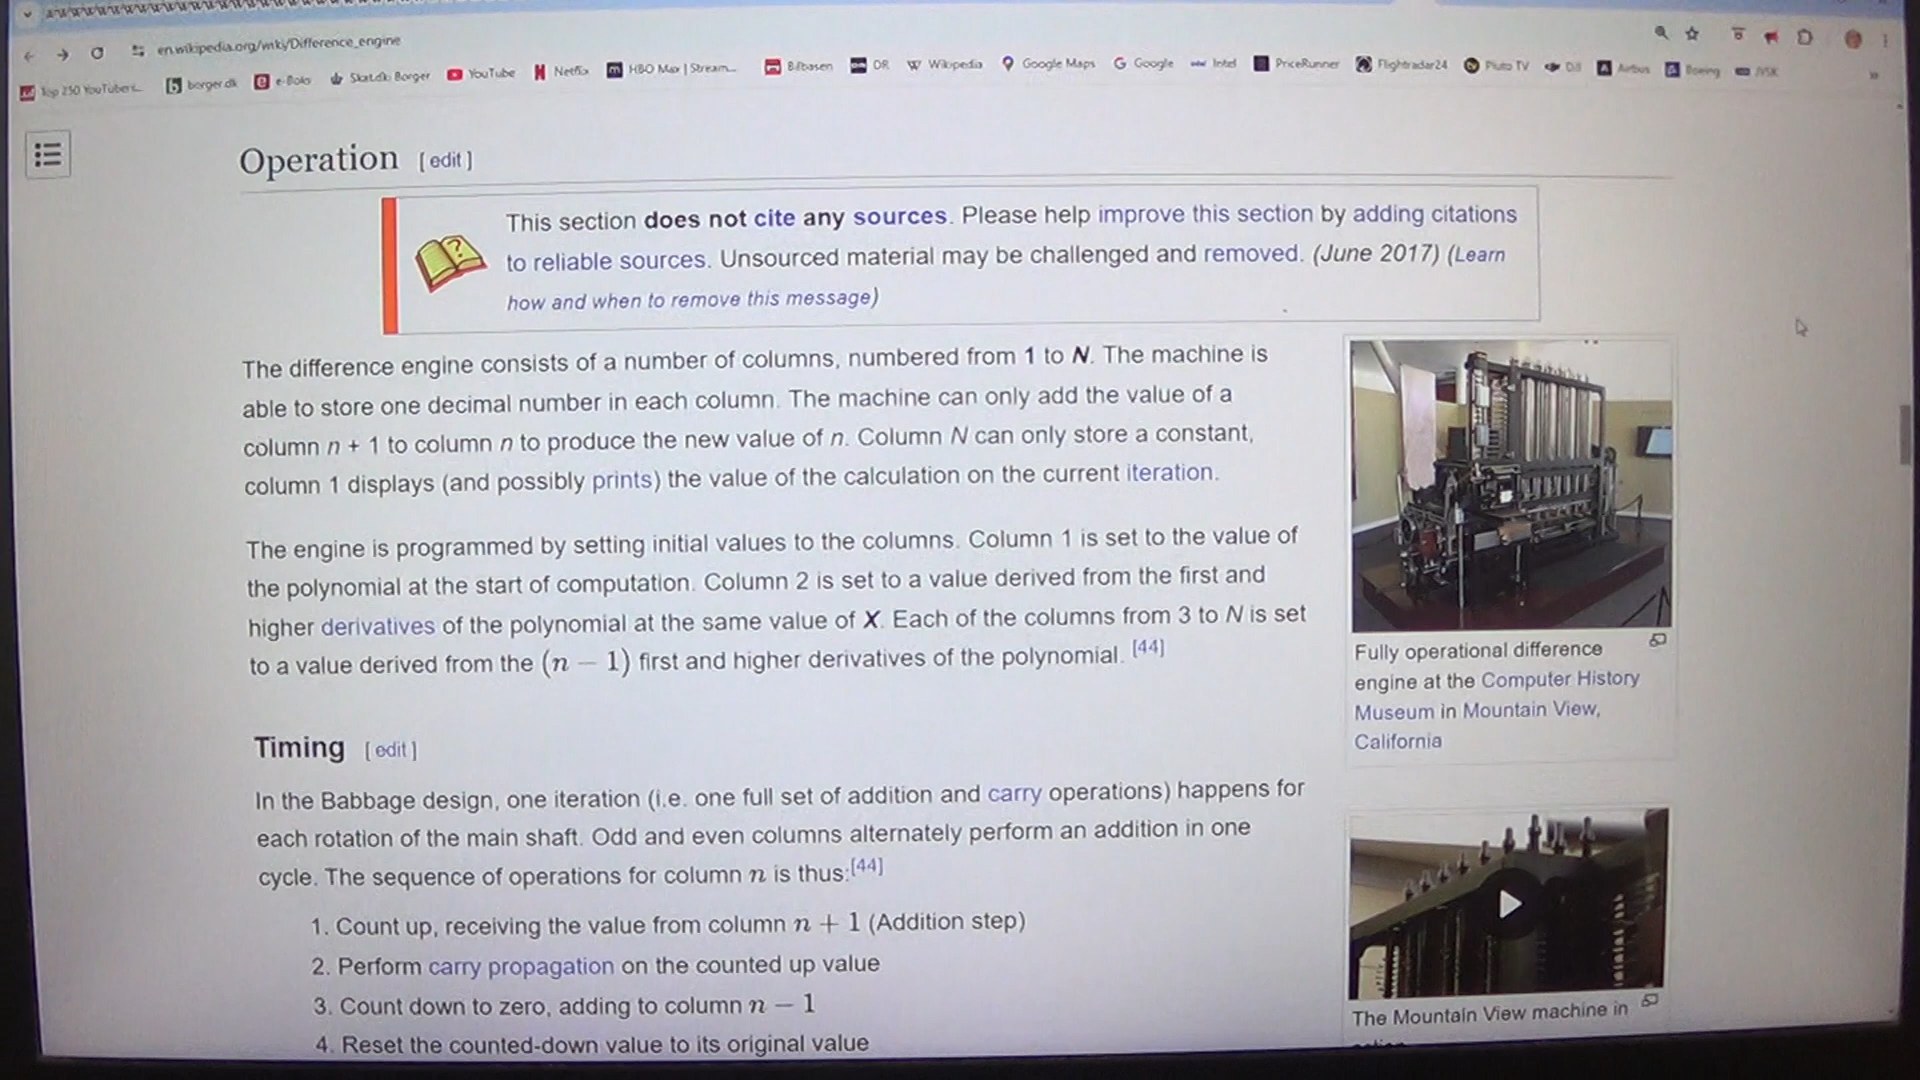 en.wikipedia.org/wiki/Difference_engine
Top 250 YouTubers... borger.dk e-Boks Skat.dk: Borger YouTube Netflix HBO Max | Stream... Bilbasen DR Wikipedia Google Maps Google Intel PriceRunner Flightradar24 Pluto TV DJI Airbus Boeing JYSK
Operation [ edit ]
This section does not cite any sources. Please help improve this section by adding citations
to reliable sources. Unsourced material may be challenged and removed. (June 2017) (Learn
how and when to remove this message)
The difference engine consists of a number of columns, numbered from 1 to N. The machine is
able to store one decimal number in each column. The machine can only add the value of a
column n + 1 to column n to produce the new value of n. Column N can only store a constant,
column 1 displays (and possibly prints) the value of the calculation on the current iteration.
The engine is programmed by setting initial values to the columns. Column 1 is set to the value of
the polynomial at the start of computation. Column 2 is set to a value derived from the first and
higher derivatives of the polynomial at the same value of X. Each of the columns from 3 to N is set
to a value derived from the (n − 1) first and higher derivatives of the polynomial. [44]
Fully operational difference
engine at the Computer History
Museum in Mountain View,
California
Timing [ edit ]
In the Babbage design, one iteration (i.e. one full set of addition and carry operations) happens for
each rotation of the main shaft. Odd and even columns alternately perform an addition in one
cycle. The sequence of operations for column n is thus:[44]
1. Count up, receiving the value from column n + 1 (Addition step)
2. Perform carry propagation on the counted up value
3. Count down to zero, adding to column n − 1
4. Reset the counted-down value to its original value
The Mountain View machine in